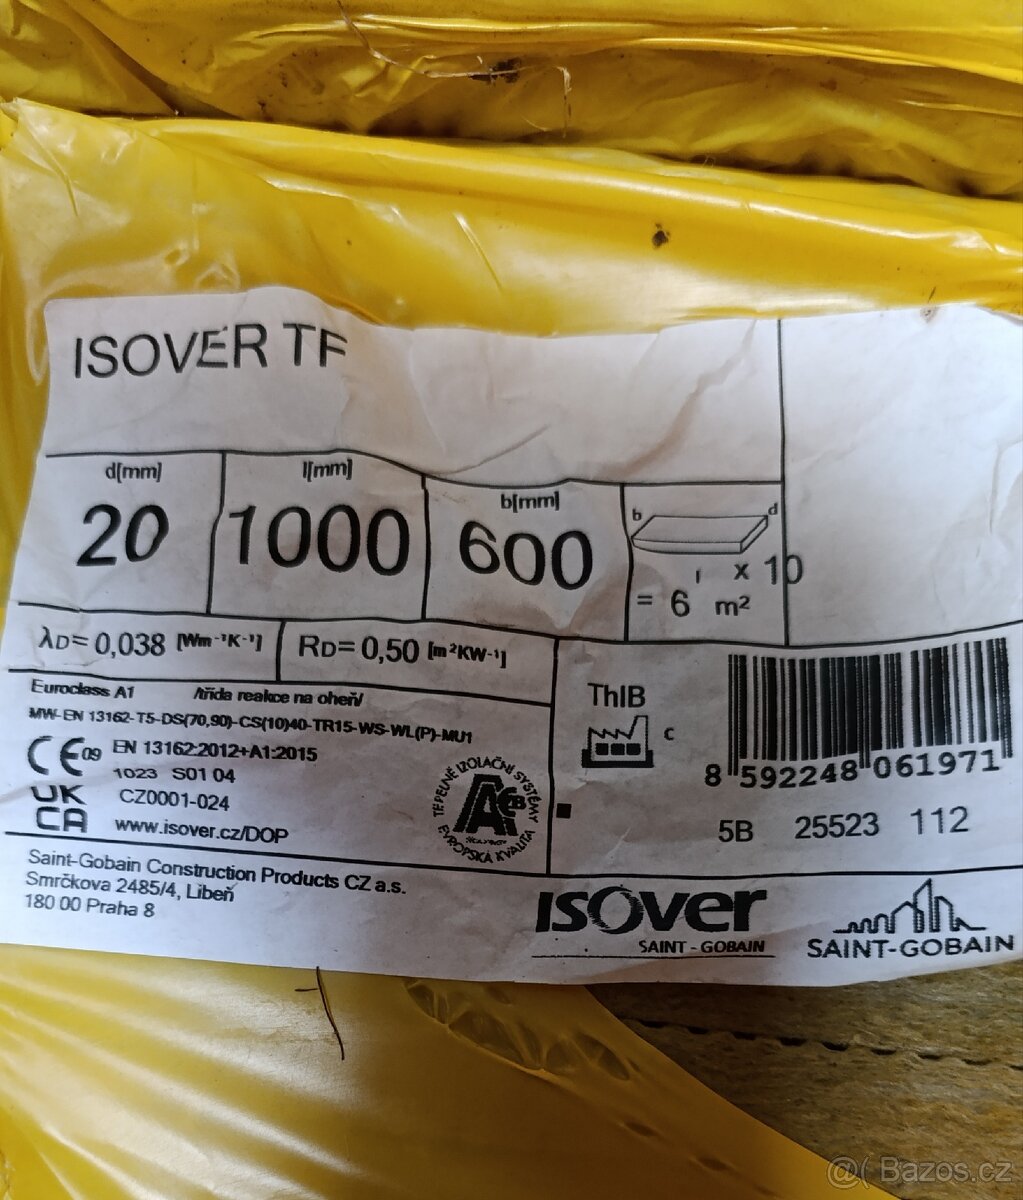 ISOVER TF
d[mm] l[mm] b[mm]
20 1000 600
b d
l x 10
= 6 m²
λD= 0,038 [Wm⁻¹K⁻¹] RD= 0,50 [m²KW⁻¹]
Euroclass A1 /třída reakce na oheň/
MW-EN 13162-T5-DS(70,90)-CS(10)40-TR15-WS-WL(P)-MU1
CE 09 EN 13162:2012+A1:2015
1023 S01 04
UK CA CZ0001-024
www.isover.cz/DOP
TEPELNĚ IZOLAČNÍ SYSTÉMY
EVROPSKÁ KVALITA
ThIB
c
8 592248 061971
5B 25523 112
Saint-Gobain Construction Products CZ a.s.
Smrčkova 2485/4, Libeň
180 00 Praha 8
isover
SAINT - GOBAIN
SAINT-GOBAIN
Bazos.cz